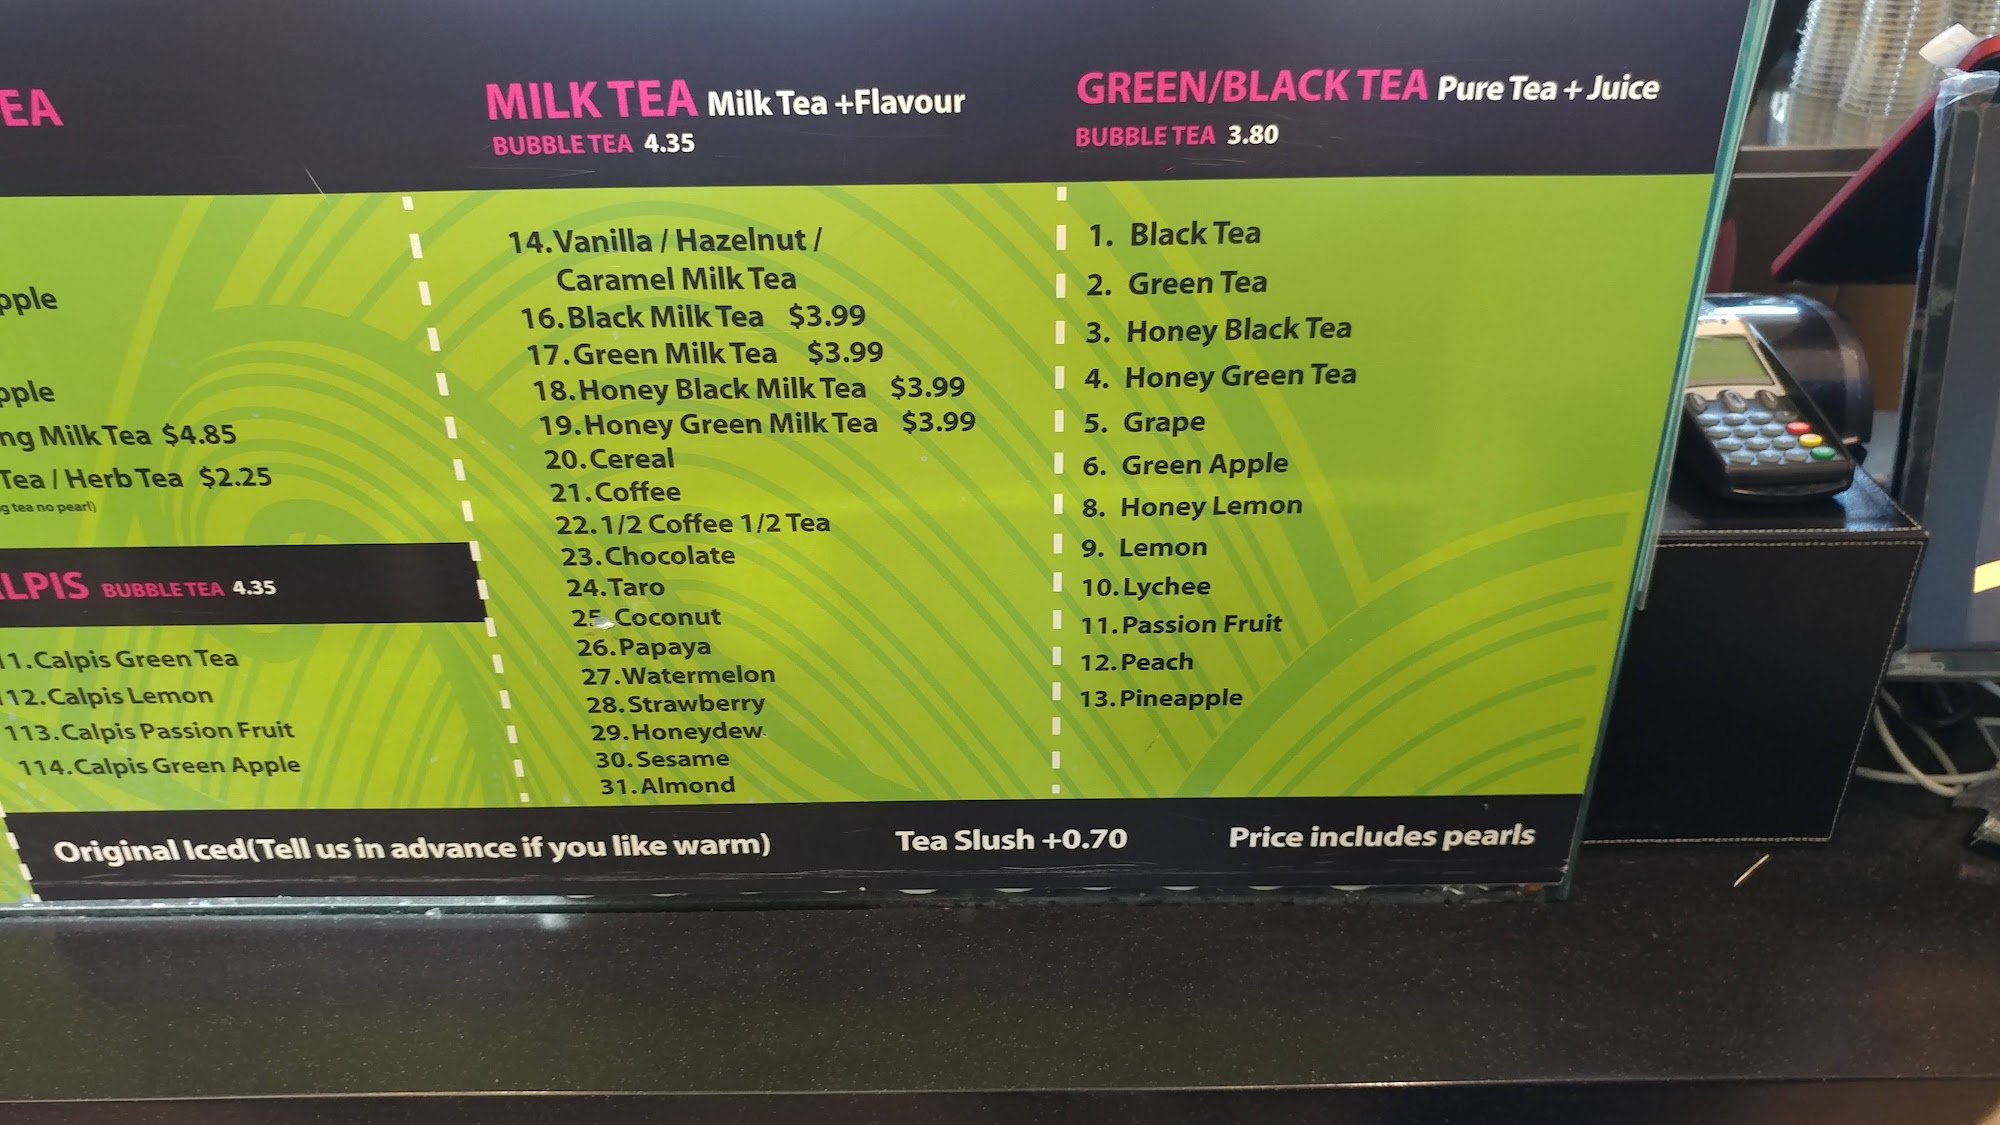 EA
pple
pple
ng Milk Tea $4.85
Tea / Herb Tea $2.25
g tea no pearl)
LPIS BUBBLE TEA 4.35
11.Calpis Green Tea
112.Calpis Lemon
113.Calpis Passion Fruit
114.Calpis Green Apple
MILK TEA Milk Tea +Flavour
BUBBLE TEA 4.35
14.Vanilla / Hazelnut /
Caramel Milk Tea
16.Black Milk Tea $3.99
17.Green Milk Tea $3.99
18.Honey Black Milk Tea $3.99
19.Honey Green Milk Tea $3.99
20.Cereal
21.Coffee
22.1/2 Coffee 1/2 Tea
23.Chocolate
24.Taro
25 Coconut
26.Papaya
27.Watermelon
28.Strawberry
29.Honeydew
30.Sesame
31.Almond
GREEN/BLACK TEA Pure Tea + Juice
BUBBLE TEA 3.80
1. Black Tea
2. Green Tea
3. Honey Black Tea
4. Honey Green Tea
5. Grape
6. Green Apple
8. Honey Lemon
9. Lemon
10.Lychee
11.Passion Fruit
12.Peach
13.Pineapple
Original Iced(Tell us in advance if you like warm) Tea Slush +0.70 Price includes pearls